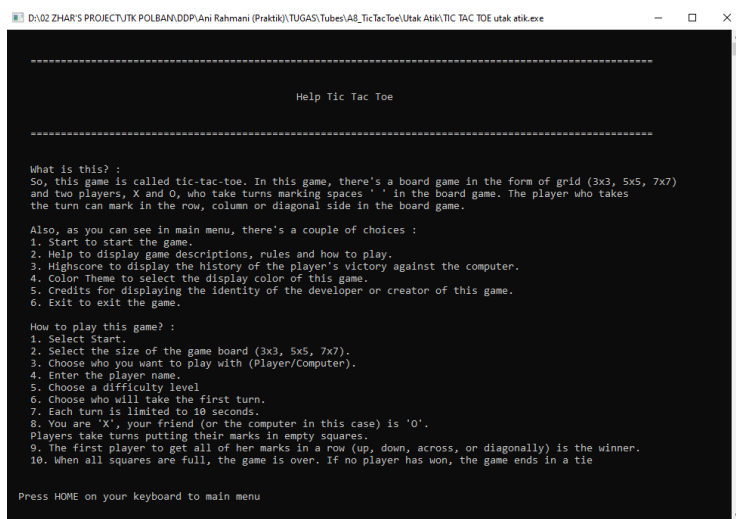 D:\02 ZHAR'S PROJECT\JTK POLBAN\DDP\Ani Rahmani (Praktik)\TUGAS\Tubes\A8_TicTacToe\Utak Atik\TIC TAC TOE utak atik.exe
Help Tic Tac Toe
What is this? :
So, this game is called tic-tac-toe. In this game, there's a board game in the form of grid (3x3, 5x5, 7x7)
and two players, X and O, who take turns marking spaces ' ' in the board game. The player who takes
the turn can mark in the row, column or diagonal side in the board game.
Also, as you can see in main menu, there's a couple of choices :
1. Start to start the game.
2. Help to display game descriptions, rules and how to play.
3. Highscore to display the history of the player's victory against the computer.
4. Color Theme to select the display color of this game.
5. Credits for displaying the identity of the developer or creator of this game.
6. Exit to exit the game.
How to play this game? :
1. Select Start.
2. Select the size of the game board (3x3, 5x5, 7x7).
3. Choose who you want to play with (Player/Computer).
4. Enter the player name.
5. Choose a difficulty level
6. Choose who will take the first turn.
7. Each turn is limited to 10 seconds.
8. You are 'X', your friend (or the computer in this case) is 'O'.
Players take turns putting their marks in empty squares.
9. The first player to get all of her marks in a row (up, down, across, or diagonally) is the winner.
10. When all squares are full, the game is over. If no player has won, the game ends in a tie
Press HOME on your keyboard to main menu